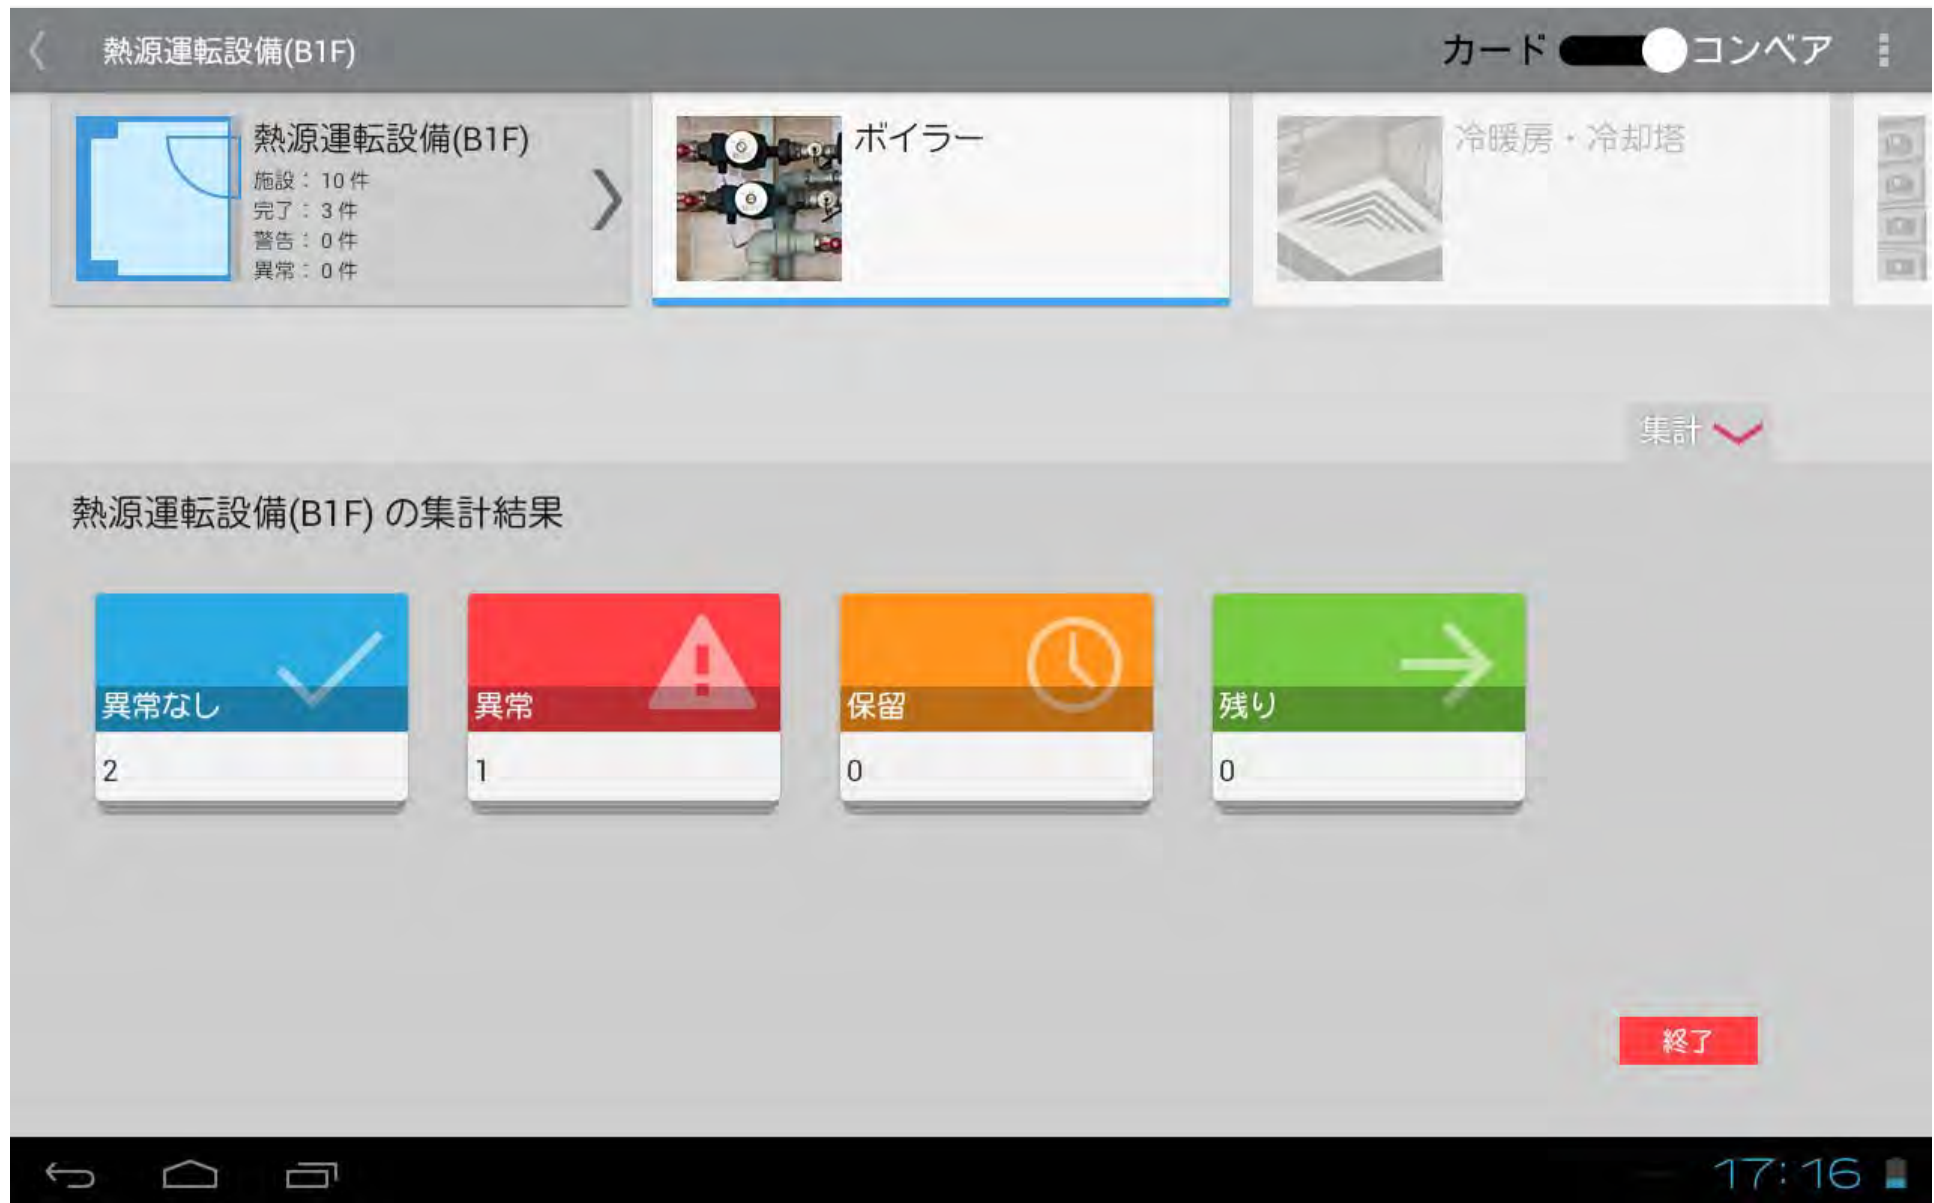 熱源運転設備(B1F)
カード コンベア
熱源運転設備(B1F)
施設：10件
完了：3件
警告：0件
異常：0件
ボイラー
冷暖房・冷却塔
集計
熱源運転設備(B1F) の集計結果
異常なし
2
異常
1
保留
0
残り
0
終了
17:16